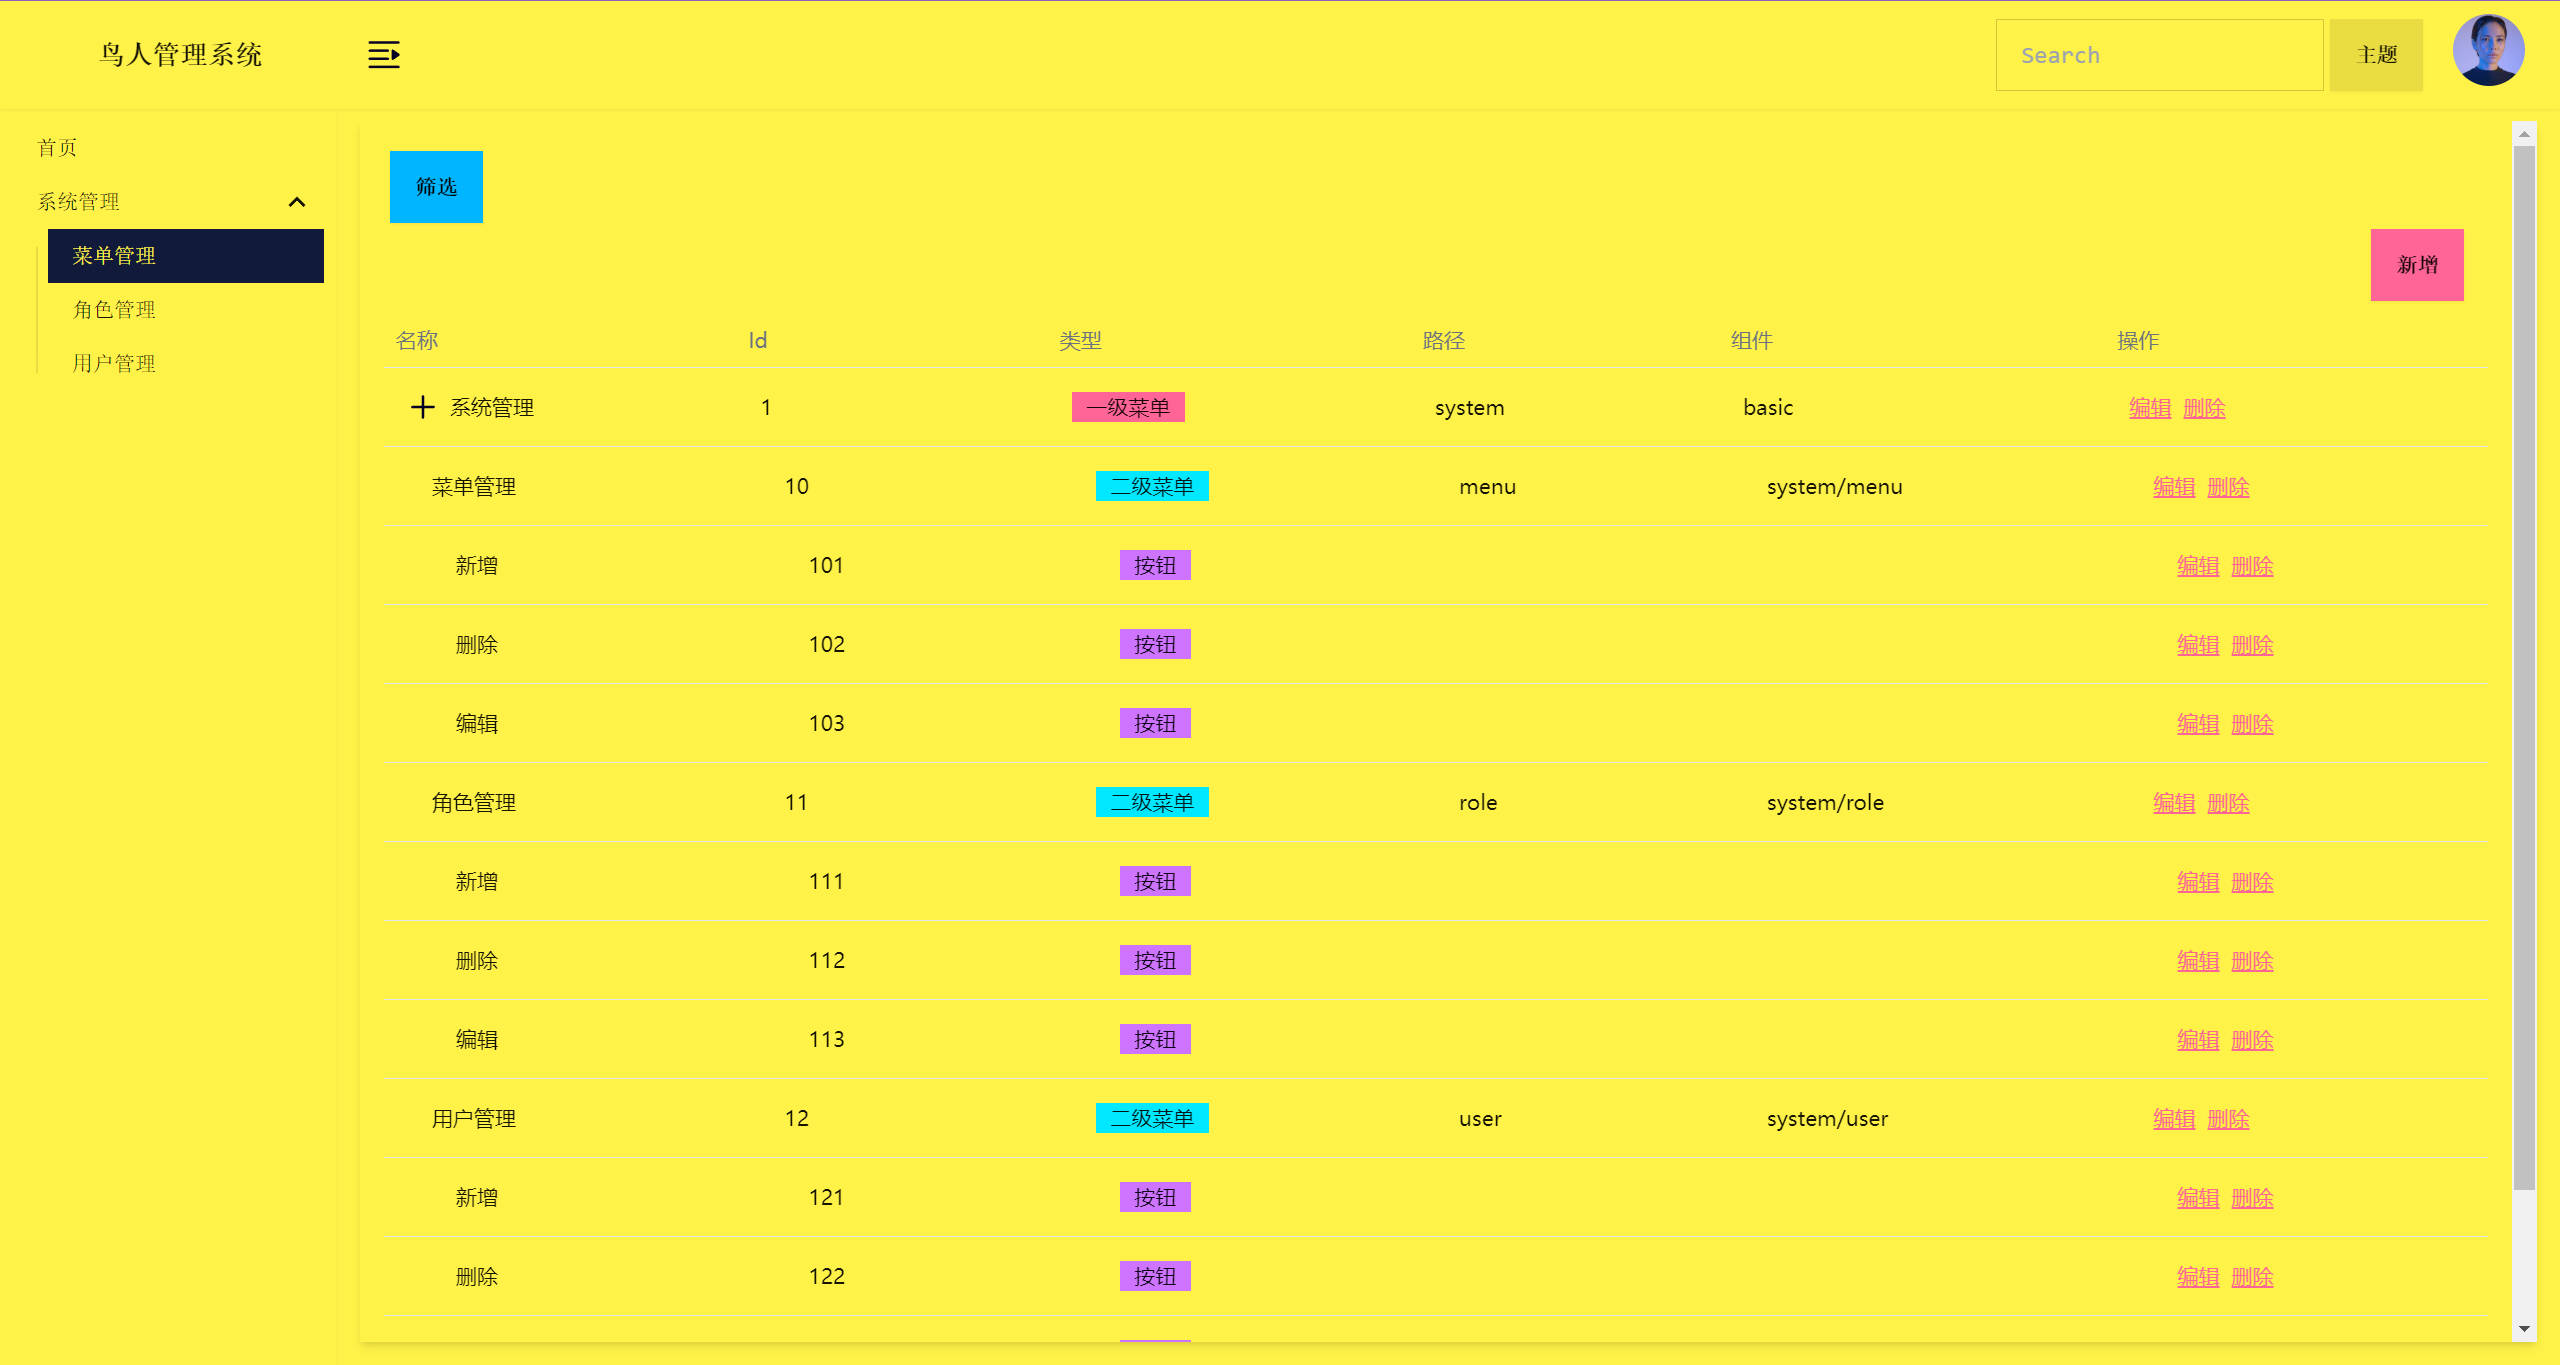 鸟人管理系统
Search
主题
首页
系统管理
菜单管理
角色管理
用户管理
筛选
新增
名称 Id 类型 路径 组件 操作
系统管理 1 一级菜单 system basic 编辑 删除
菜单管理 10 二级菜单 menu system/menu 编辑 删除
新增 101 按钮 编辑 删除
删除 102 按钮 编辑 删除
编辑 103 按钮 编辑 删除
角色管理 11 二级菜单 role system/role 编辑 删除
新增 111 按钮 编辑 删除
删除 112 按钮 编辑 删除
编辑 113 按钮 编辑 删除
用户管理 12 二级菜单 user system/user 编辑 删除
新增 121 按钮 编辑 删除
删除 122 按钮 编辑 删除